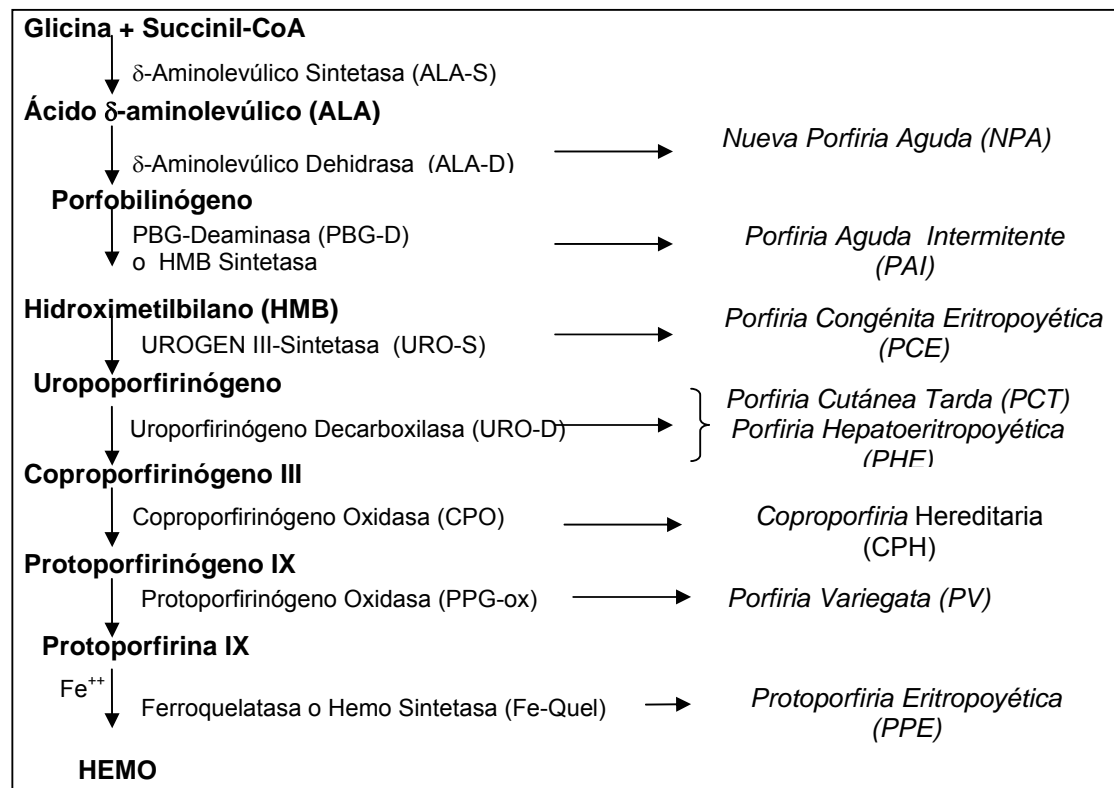 Glicina + Succinil-CoA
δ-Aminolevúlico Sintetasa (ALA-S)
Ácido δ-aminolevúlico (ALA)
δ-Aminolevúlico Dehidrasa (ALA-D)
Nueva Porfiria Aguda (NPA)
Porfobilinógeno
PBG-Deaminasa (PBG-D)
o HMB Sintetasa
Porfiria Aguda Intermitente
(PAI)
Hidroximetilbilano (HMB)
UROGEN III-Sintetasa (URO-S)
Porfiria Congénita Eritropoyética
(PCE)
Uropoporfirinógeno
Uroporfirinógeno Decarboxilasa (URO-D)
Porfiria Cutánea Tarda (PCT)
Porfiria Hepatoeritropoyética
(PHE)
Coproporfirinógeno III
Coproporfirinógeno Oxidasa (CPO)
Coproporfiria Hereditaria
(CPH)
Protoporfirinógeno IX
Protoporfirinógeno Oxidasa (PPG-ox)
Porfiria Variegata (PV)
Protoporfirina IX
Fe⁺⁺
Ferroquelatasa o Hemo Sintetasa (Fe-Quel)
Protoporfiria Eritropoyética
(PPE)
HEMO